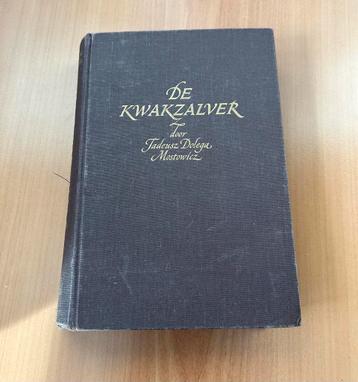 DE
KWAKZALVER
door
Tadeusz Dolega
Mostowicz